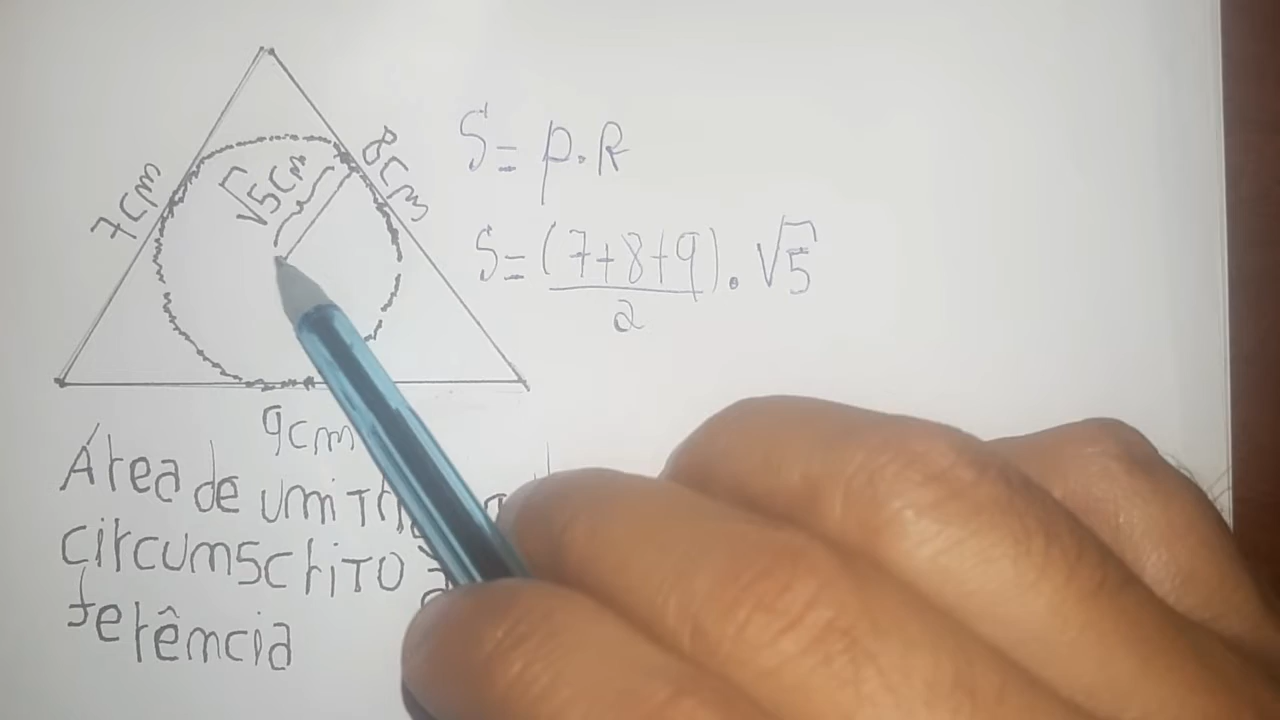 7cm
8cm
√5cm
9cm
S = p.R
S = (7+8+9)/2 . √5
Área de um
circumscrito
ferência